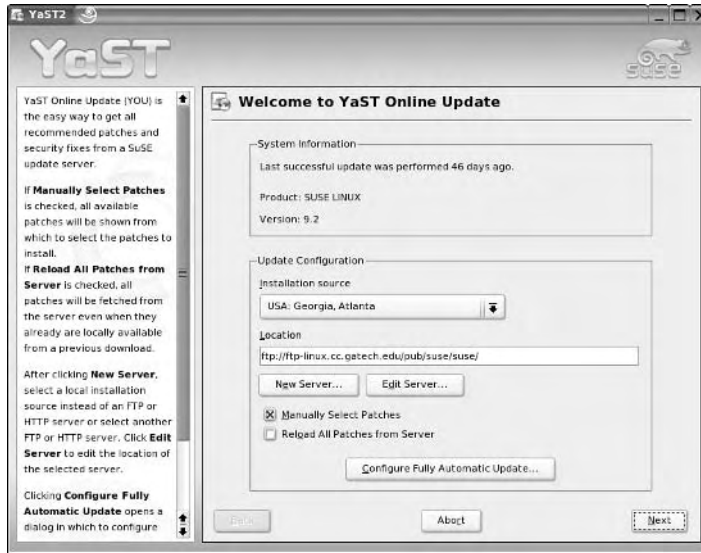 YaST2
YaST
SUSE
YaST Online Update (YOU) is
the easy way to get all
recommended patches and
security fixes from a SuSE
update server.
If Manually Select Patches
is checked, all available
patches will be shown from
which to select the patches to
install.
If Reload All Patches from
Server is checked, all
patches will be fetched from
the server even when they
already are locally available
from a previous download.
After clicking New Server,
select a local installation
source instead of an FTP or
HTTP server or select another
FTP or HTTP server. Click Edit
Server to edit the location of
the selected server.
Clicking Configure Fully
Automatic Update opens a
dialog in which to configure
Welcome to YaST Online Update
System Information
Last successful update was performed 46 days ago.
Product: SUSE LINUX
Version: 9.2
Update Configuration
Installation source
USA: Georgia, Atlanta
Location
ftp://ftp-linux.cc.gatech.edu/pub/suse/suse/
New Server... Edit Server...
Manually Select Patches
Reload All Patches from Server
Configure Fully Automatic Update...
Back Abort Next